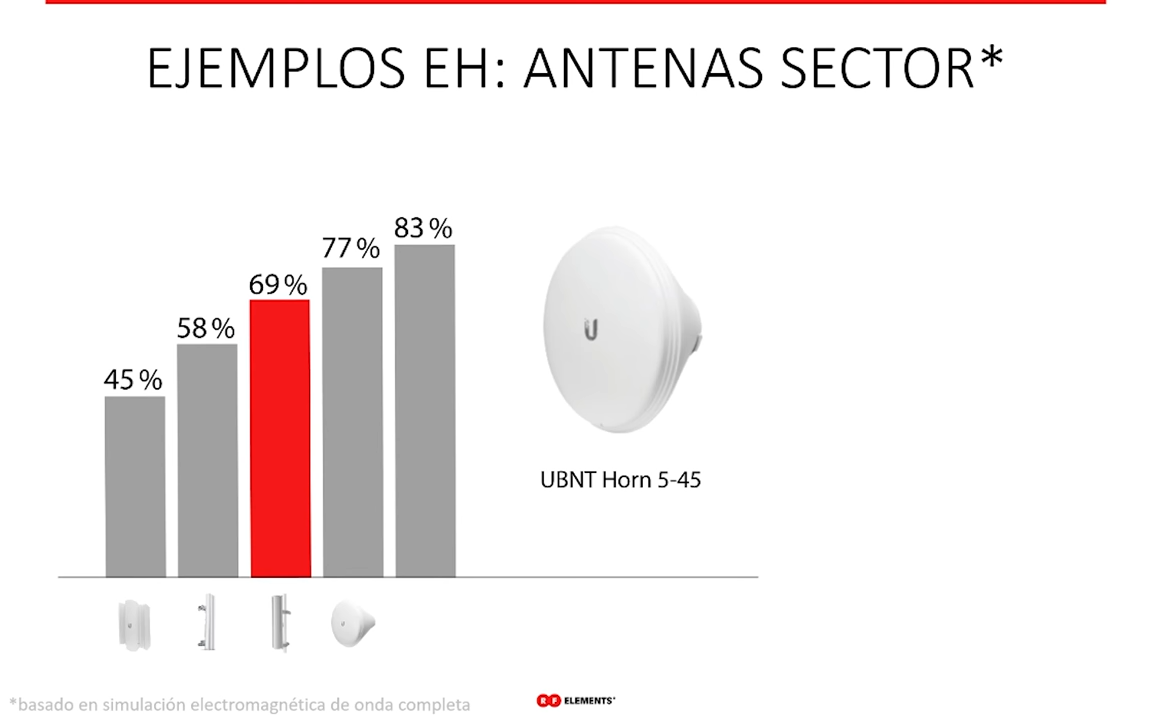 EJEMPLOS EH: ANTENAS SECTOR*
83 %
77 %
69 %
58 %
45 %
U
UBNT Horn 5-45
*basado en simulación electromagnética de onda completa
RF ELEMENTS